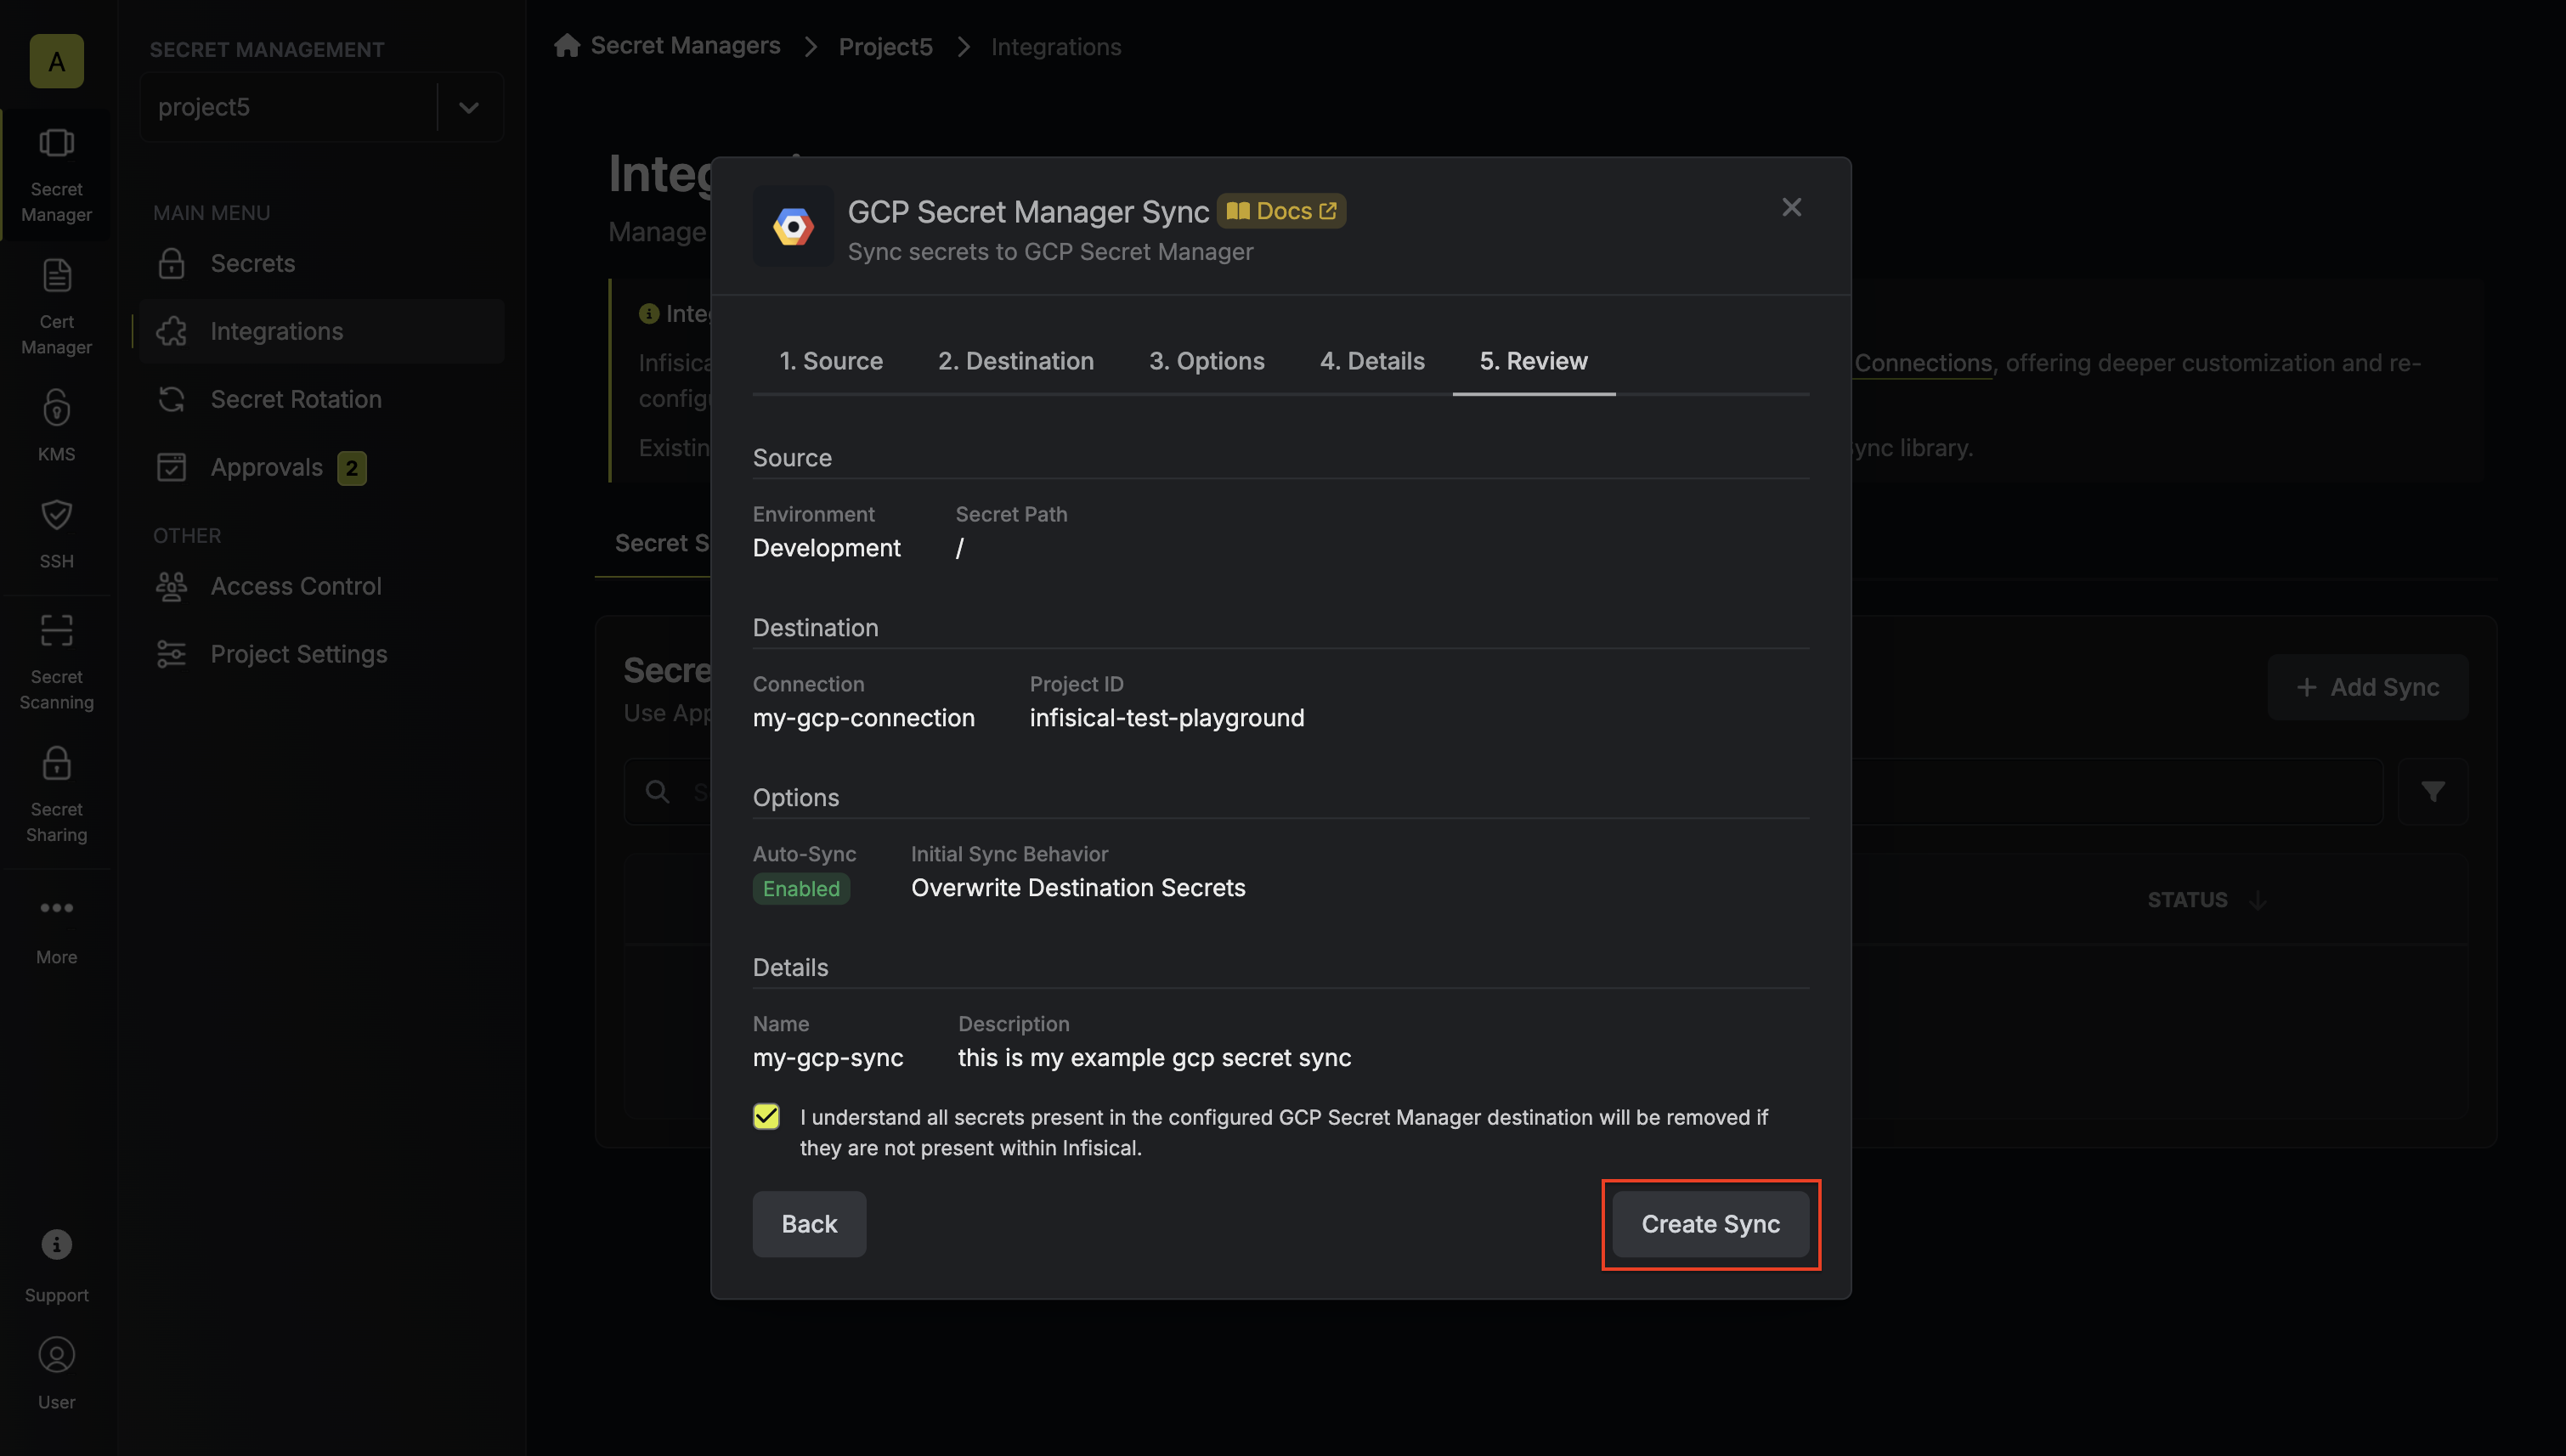 A
Secret
Manager
Cert
Manager
KMS
SSH
Secret
Scanning
Secret
Sharing
More
Support
User
SECRET MANAGEMENT
project5
MAIN MENU
Secrets
Integrations
Secret Rotation
Approvals 2
OTHER
Access Control
Project Settings
Secret Managers
Project5
Integrations
Manage
Connections, offering deeper customization and re-
ync library.
Secret S
Use App
Add Sync
STATUS
GCP Secret Manager Sync Docs
Sync secrets to GCP Secret Manager
1. Source 2. Destination 3. Options 4. Details 5. Review
Source
Environment Secret Path
Development /
Destination
Connection Project ID
my-gcp-connection infisical-test-playground
Options
Auto-Sync Initial Sync Behavior
Enabled Overwrite Destination Secrets
Details
Name Description
my-gcp-sync this is my example gcp secret sync
I understand all secrets present in the configured GCP Secret Manager destination will be removed if
they are not present within Infisical.
Back Create Sync